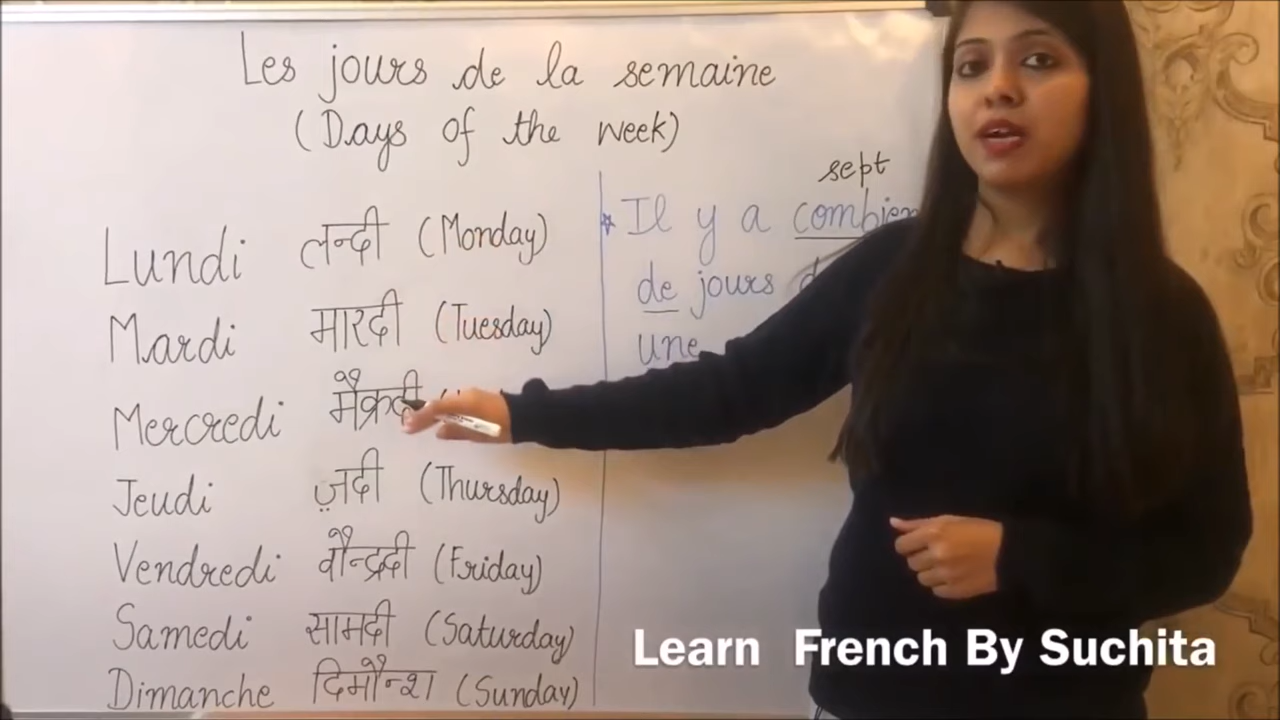 Les jours de la semaine
(Days of the week)
Lundi लन्दी (Monday)
Mardi मारदी (Tuesday)
Mercredi मैक्रदी
Jeudi ज़दी (Thursday)
Vendredi वौन्द्रदी (Friday)
Samedi सामदी (Saturday)
Dimanche दिमौन्श (Sunday)
sept
* Il y a combien
de jours
une
Learn French By Suchita